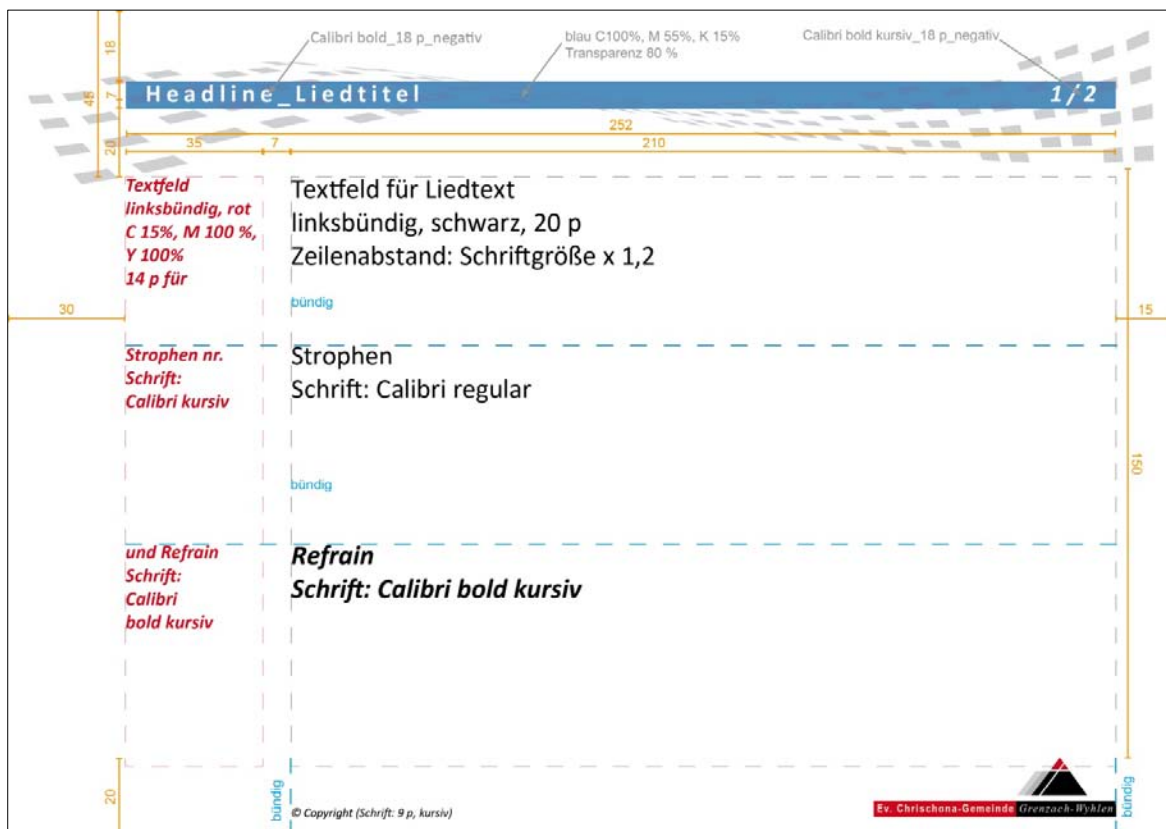 Calibri bold_18 p_negativ
blau C100%, M 55%, K 15%
Transparenz 80 %
Calibri bold kursiv_18 p_negativ
18
45
7
20
Headline_Liedtitel
1/2
252
35
7
210
Textfeld
linksbündig, rot
C 15%, M 100 %,
Y 100%
14 p für
Textfeld für Liedtext
linksbündig, schwarz, 20 p
Zeilenabstand: Schriftgröße x 1,2
bündig
30
15
Strophen nr.
Schrift:
Calibri kursiv
Strophen
Schrift: Calibri regular
150
bündig
und Refrain
Schrift:
Calibri
bold kursiv
Refrain
Schrift: Calibri bold kursiv
20
bündig
© Copyright (Schrift: 9 p, kursiv)
Ev. Chrischona-Gemeinde Grenzach-Wyhlen
bündig